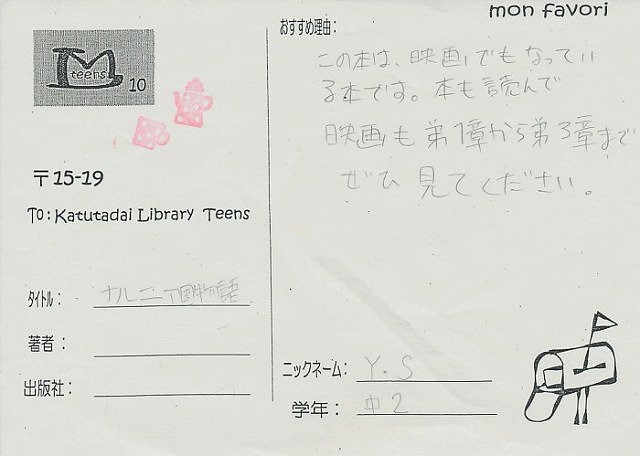 mon favori
おすすめ理由:
この本は、映画でもなってい
る本です。本も読んで
映画も第1章から第3章まで
ぜひ見てください。
teens
10
〒15-19
To: Katutadai Library Teens
タイトル: ナルニア国物語
著者:
出版社:
ニックネーム: Y.S
学年: 中2